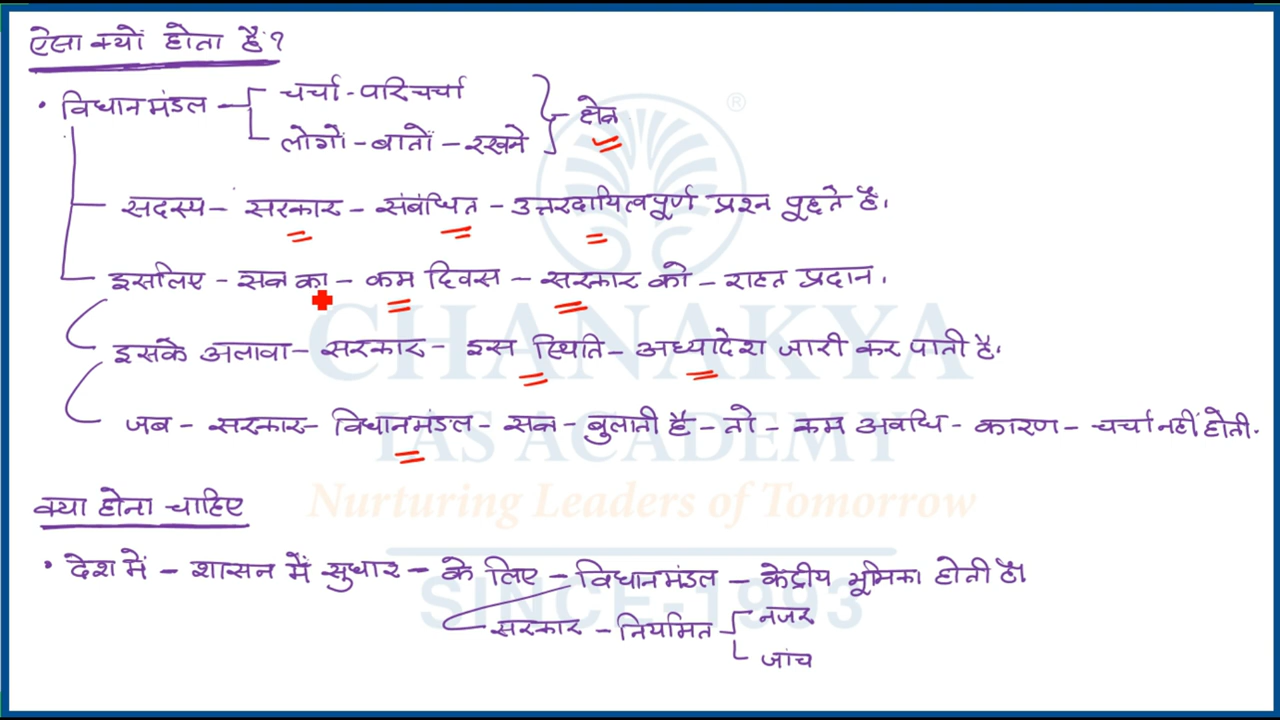 ऐसा क्यों होता है?
• विधानमंडल
चर्चा - परिचर्चा
लोगों - बातों - रखने
क्षेत्र
®
सदस्य - सरकार - संबंधित - उत्तरदायित्वपूर्ण प्रश्न पूछते है।
इसलिए - सत्र का - कम दिवस - सरकार को - राहत प्रदान।
इसके अलावा - सरकार - इस स्थिति - अध्यादेश जारी कर पाती है।
जब - सरकार - विधानमंडल - सत्र - बुलाती है - तो - कम अवधि - कारण - चर्चा नहीं होती.
CHANAKYA
IAS ACADEMY
Nurturing Leaders of Tomorrow
SINCE-1993
क्या होना चाहिए
• देश में - शासन में सुधार - के लिए - विधानमंडल - केंद्रीय भूमिका होती है।
सरकार - नियमित
नजर
जांच